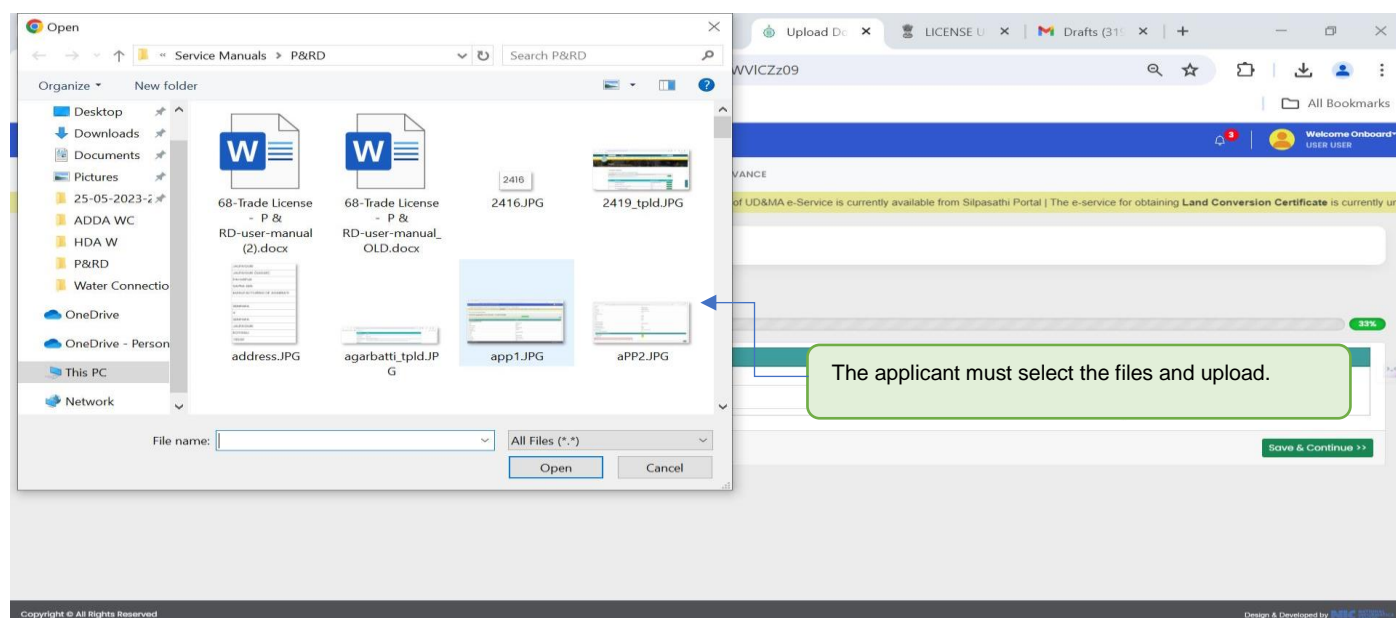 Open
Upload Do
LICENSE U
Drafts (319
« Service Manuals > P&RD
Search P&RD
WVlCZz09
Organize
New folder
All Bookmarks
Desktop
Downloads
Documents
Pictures
25-05-2023-2
ADDA WC
HDA W
P&RD
Water Connectio
OneDrive
OneDrive - Person
This PC
Network
68-Trade License
- P &
RD-user-manual
(2).docx
68-Trade License
- P &
RD-user-manual_
OLD.docx
2416
2416.JPG
2419_tpld.JPG
address.JPG
agarbatti_tpld.JP
G
app1.JPG
aPP2.JPG
3
Welcome Onboard
USER USER
VANCE
of UD&MA e-Service is currently available from Silpasathi Portal | The e-service for obtaining Land Conversion Certificate is currently un
33%
The applicant must select the files and upload.
File name:
All Files (*.*)
Open
Cancel
Save & Continue >>
Copyright © All Rights Reserved
Design & Developed by NIC